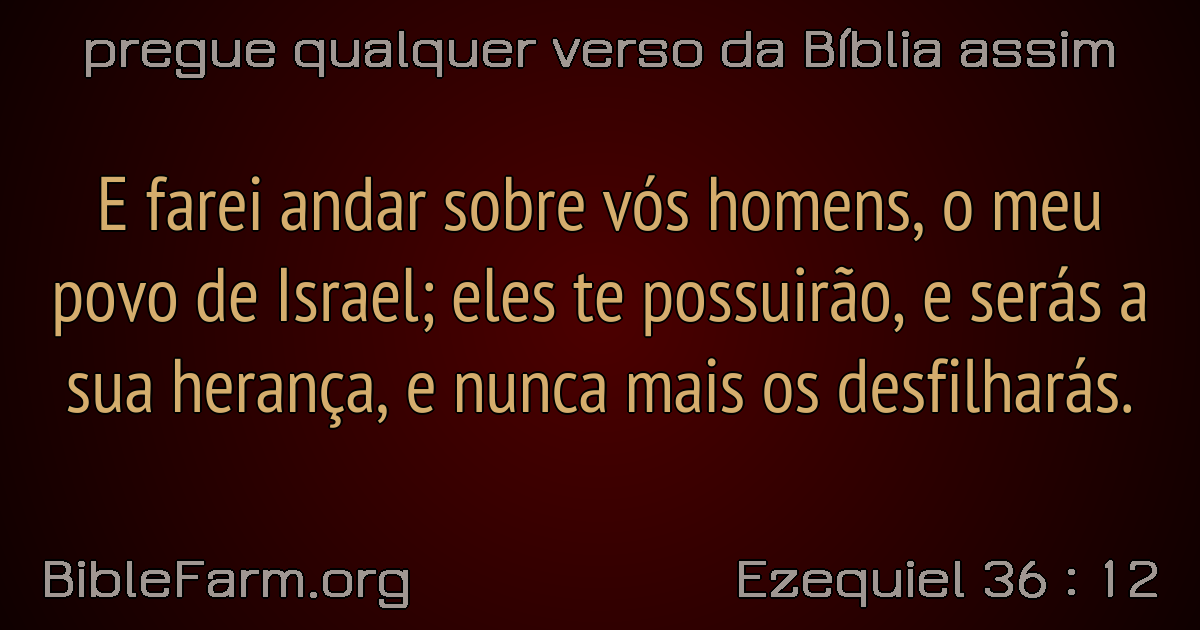 pregue qualquer verso da Bíblia assim
E farei andar sobre vós homens, o meu
povo de Israel; eles te possuirão, e serás a
sua herança, e nunca mais os desfilharás.
BibleFarm.org
Ezequiel 36 : 12